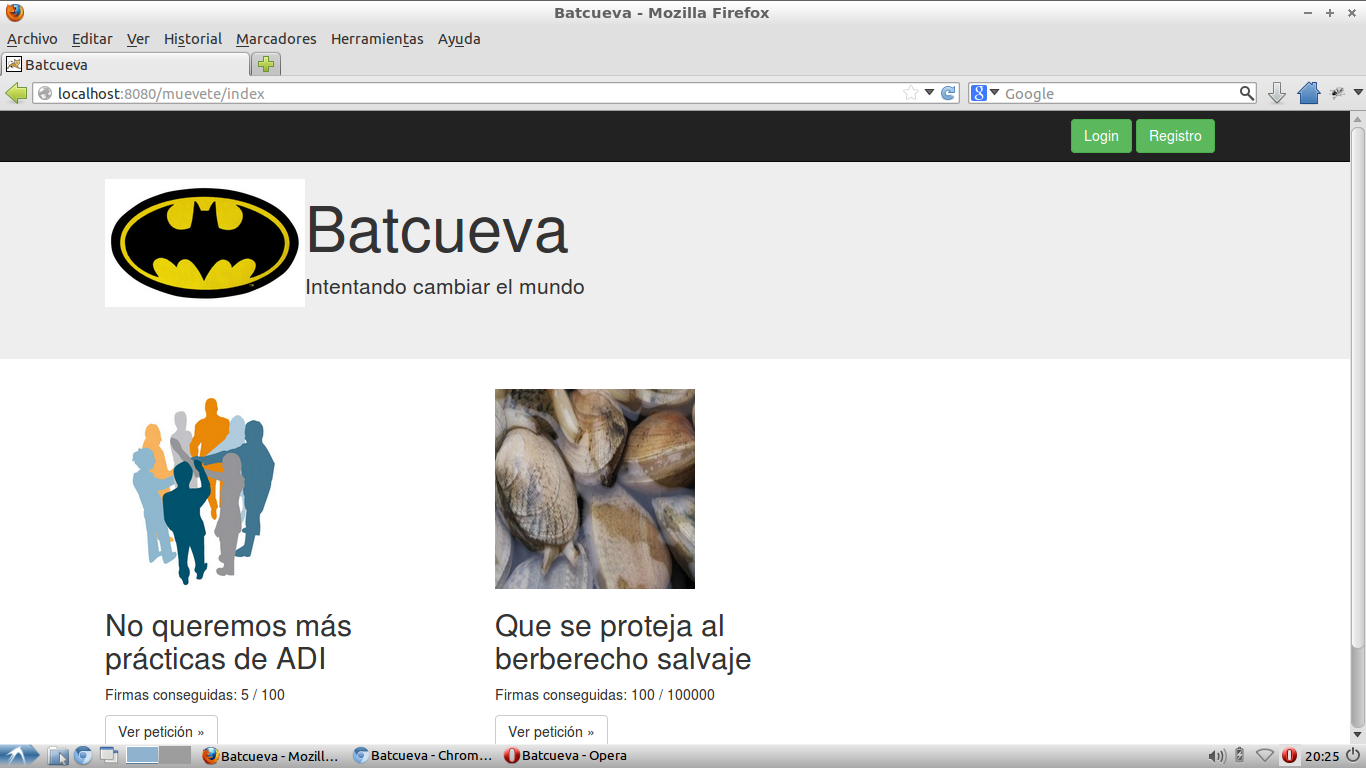 Batcueva - Mozilla Firefox
Archivo Editar Ver Historial Marcadores Herramientas Ayuda
Batcueva
localhost:8080/muevete/index
Google
Login Registro
Batcueva
Intentando cambiar el mundo
No queremos más
prácticas de ADI
Firmas conseguidas: 5 / 100
Ver petición »
Que se proteja al
berberecho salvaje
Firmas conseguidas: 100 / 100000
Ver petición »
Batcueva - Mozill... Batcueva - Chrom... Batcueva - Opera
20:25